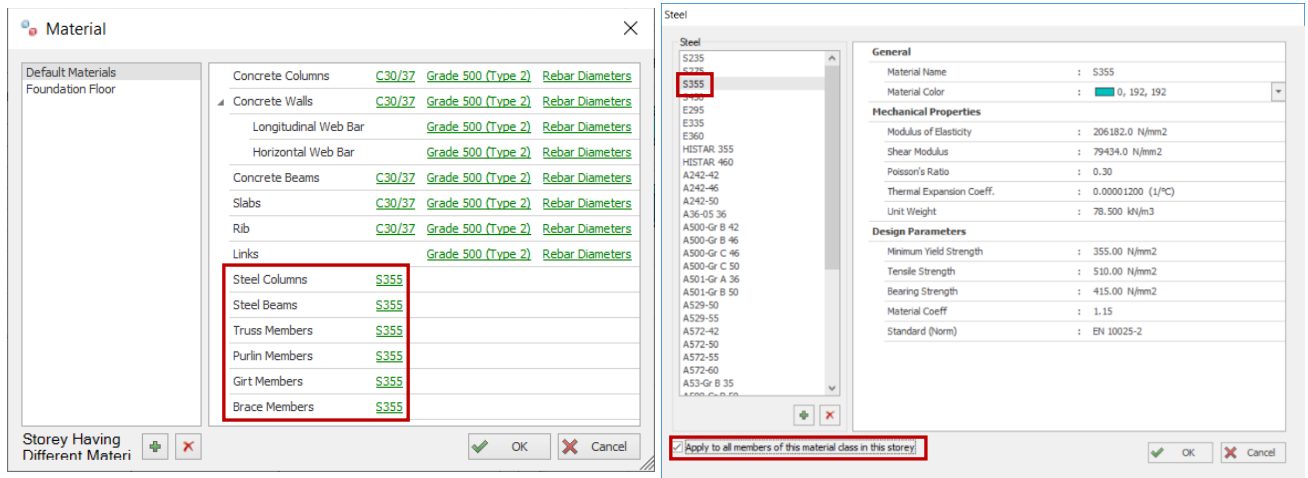 Material
Default Materials
Foundation Floor
Concrete Columns C30/37 Grade 500 (Type 2) Rebar Diameters
Concrete Walls C30/37 Grade 500 (Type 2) Rebar Diameters
Longitudinal Web Bar Grade 500 (Type 2) Rebar Diameters
Horizontal Web Bar Grade 500 (Type 2) Rebar Diameters
Concrete Beams C30/37 Grade 500 (Type 2) Rebar Diameters
Slabs C30/37 Grade 500 (Type 2) Rebar Diameters
Rib C30/37 Grade 500 (Type 2) Rebar Diameters
Links Grade 500 (Type 2) Rebar Diameters
Steel Columns S355
Steel Beams S355
Truss Members S355
Purlin Members S355
Girt Members S355
Brace Members S355
Storey Having
Different Materi
OK Cancel
Steel
Steel
S235
S275
S355
S450
E295
E335
E360
HISTAR 355
HISTAR 460
A242-42
A242-46
A242-50
A36-05 36
A500-Gr B 42
A500-Gr B 46
A500-Gr C 46
A500-Gr C 50
A501-Gr A 36
A501-Gr B 50
A529-50
A529-55
A572-42
A572-50
A572-55
A572-60
A53-Gr B 35
General
Material Name : S355
Material Color : 0, 192, 192
Mechanical Properties
Modulus of Elasticity : 206182.0 N/mm2
Shear Modulus : 79434.0 N/mm2
Poisson's Ratio : 0.30
Thermal Expansion Coeff. : 0.00001200 (1/°C)
Unit Weight : 78.500 kN/m3
Design Parameters
Minimum Yield Strength : 355.00 N/mm2
Tensile Strength : 510.00 N/mm2
Bearing Strength : 415.00 N/mm2
Material Coeff : 1.15
Standard (Norm) : EN 10025-2
Apply to all members of this material class in this storey
OK Cancel